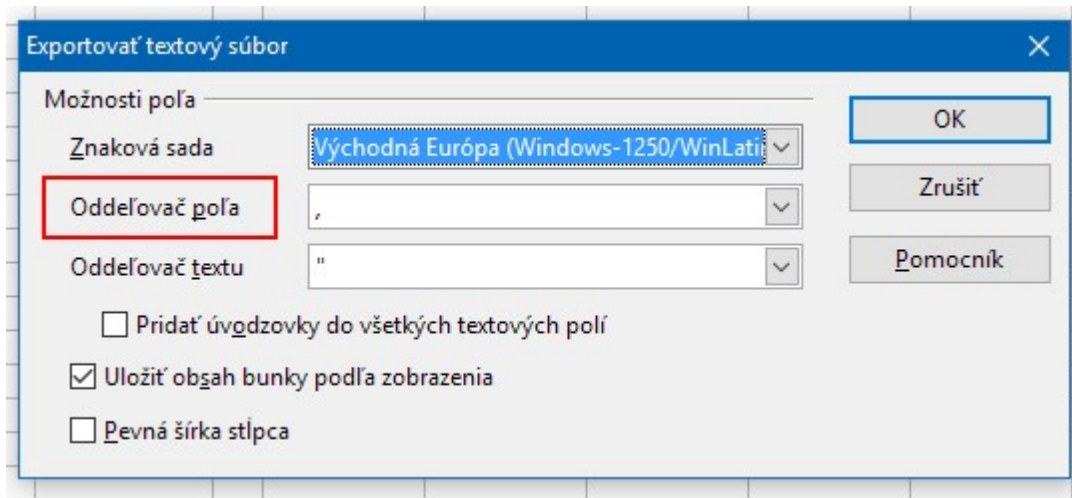 Exportovať textový súbor
Možnosti poľa
Znaková sada
Východná Európa (Windows-1250/WinLatin
Oddeľovač poľa
,
Oddeľovač textu
"
Pridať úvodzovky do všetkých textových polí
Uložiť obsah bunky podľa zobrazenia
Pevná šírka stĺpca
OK
Zrušiť
Pomocník